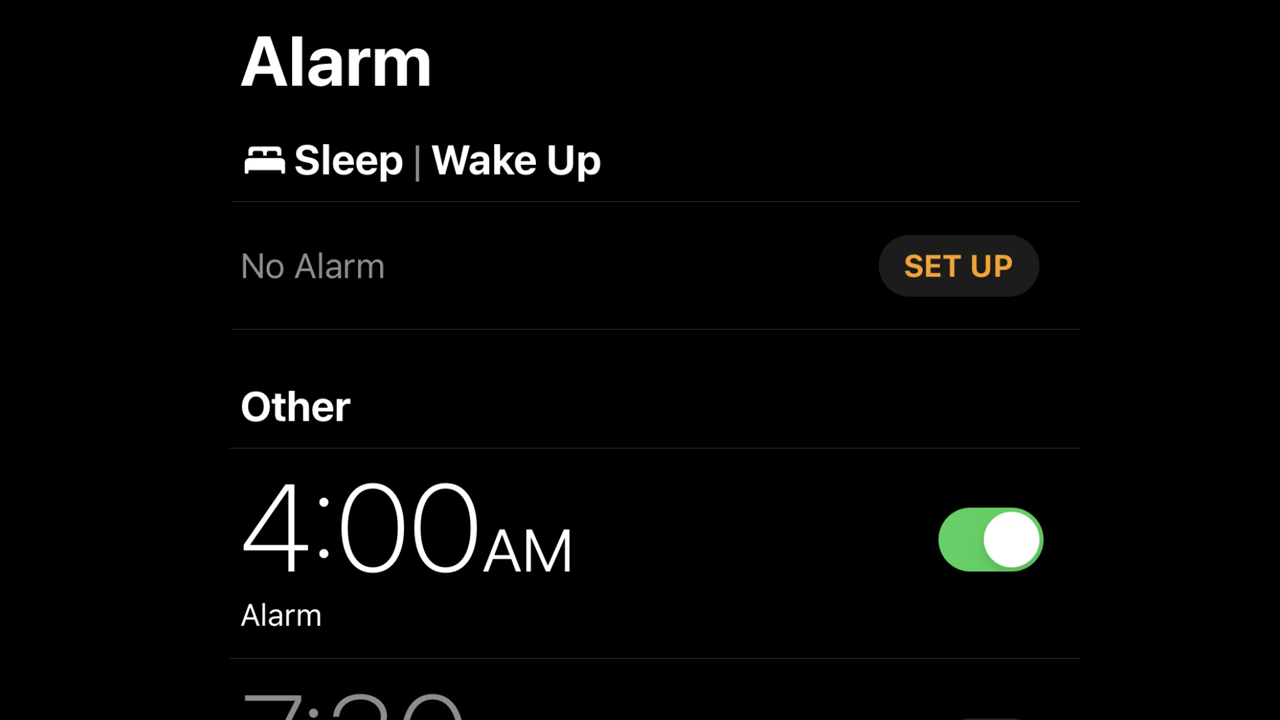 Alarm
Sleep | Wake Up
No Alarm
SET UP
Other
4:00AM
Alarm